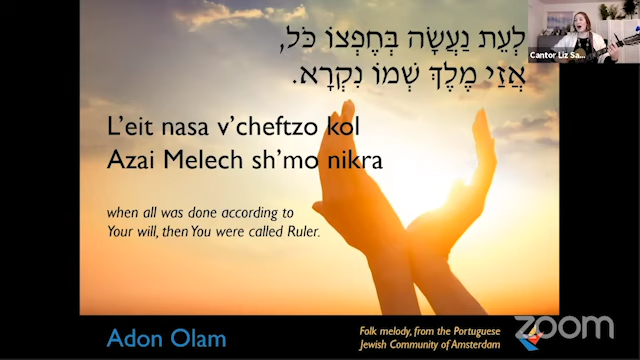 לְעֵת נַעֲשָׂה בְּחֶפְצוֹ כֹּל,
אֲזַי מֶלֶךְ שְׁמוֹ נִקְרָא.
Cantor Liz Sa...
L’eit nasa v’cheftzo kol
Azai Melech sh’mo nikra
when all was done according to
Your will, then You were called Ruler.
Adon Olam
Folk melody, from the Portuguese
Jewish Community of Amsterdam
zoom